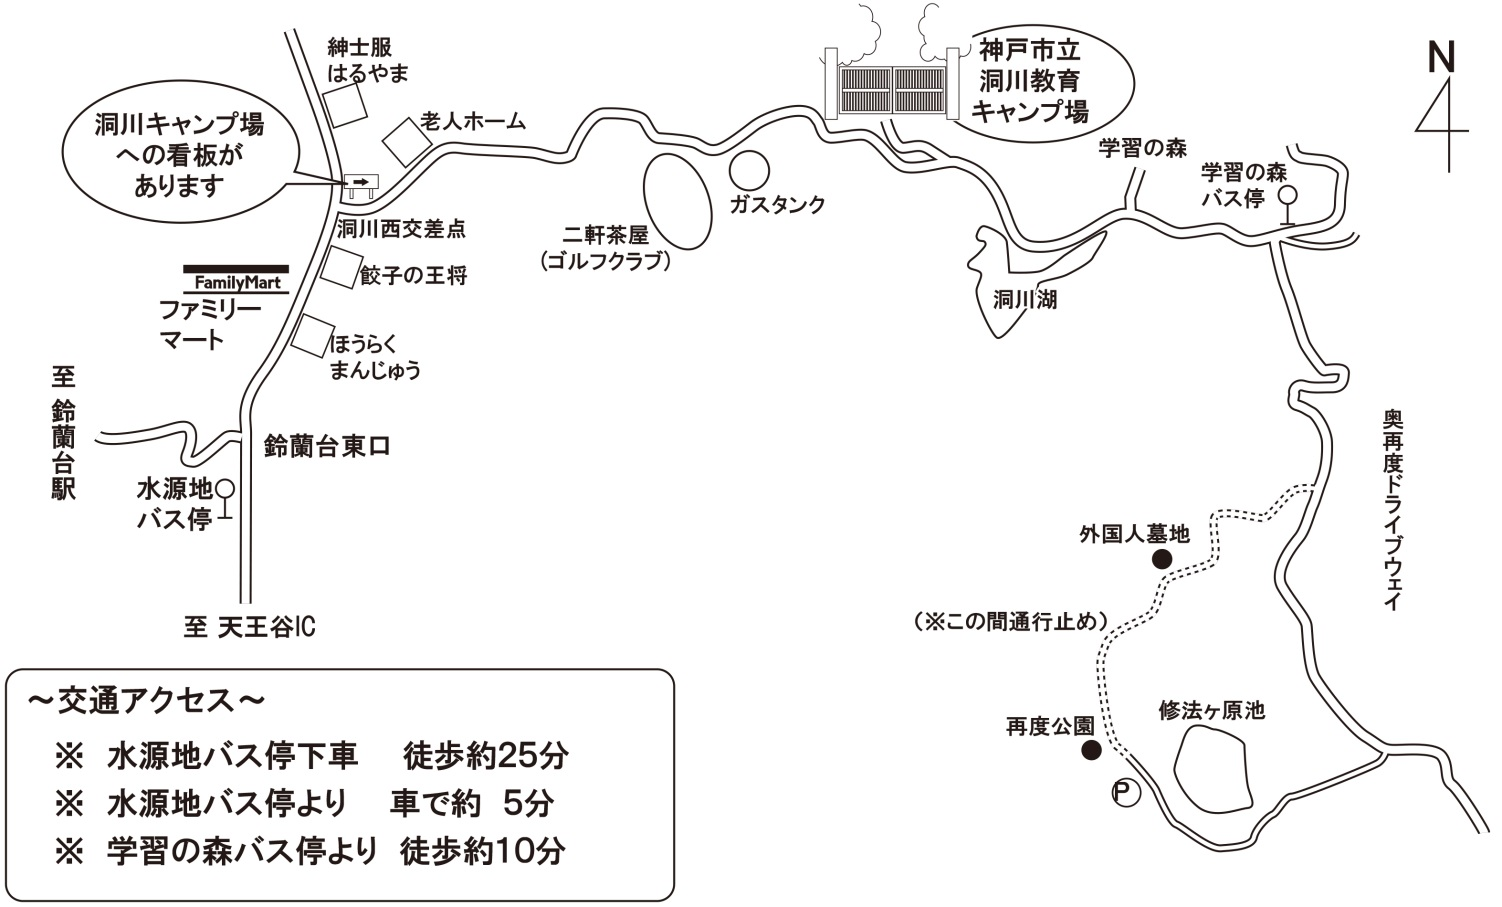 紳士服
はるやま
洞川キャンプ場
への看板が
あります
老人ホーム
神戸市立
洞川教育
キャンプ場
N
学習の森
学習の森
バス停
ガスタンク
洞川西交差点
二軒茶屋
(ゴルフクラブ)
餃子の王将
FamilyMart
ファミリー
マート
洞川湖
ほうらく
まんじゅう
至 鈴蘭台駅
鈴蘭台東口
水源地
バス停
至 天王谷IC
奥再度ドライブウェイ
外国人墓地
(※この間通行止め)
再度公園
修法ヶ原池
P
～交通アクセス～
※ 水源地バス停下車 徒歩約25分
※ 水源地バス停より 車で約 5分
※ 学習の森バス停より 徒歩約10分